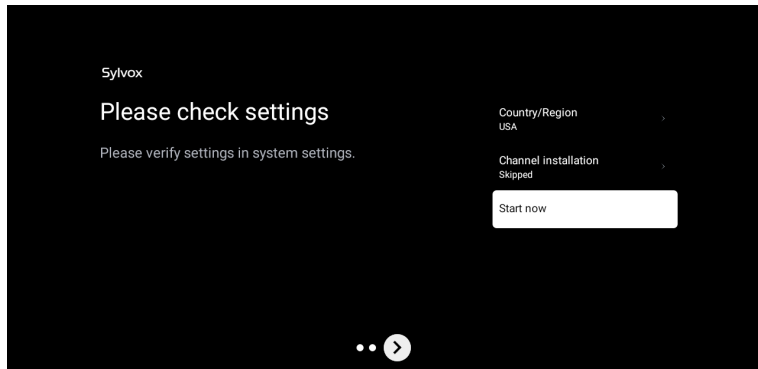 Sylvox
Please check settings
Please verify settings in system settings.
Country/Region
USA
Channel installation
Skipped
Start now